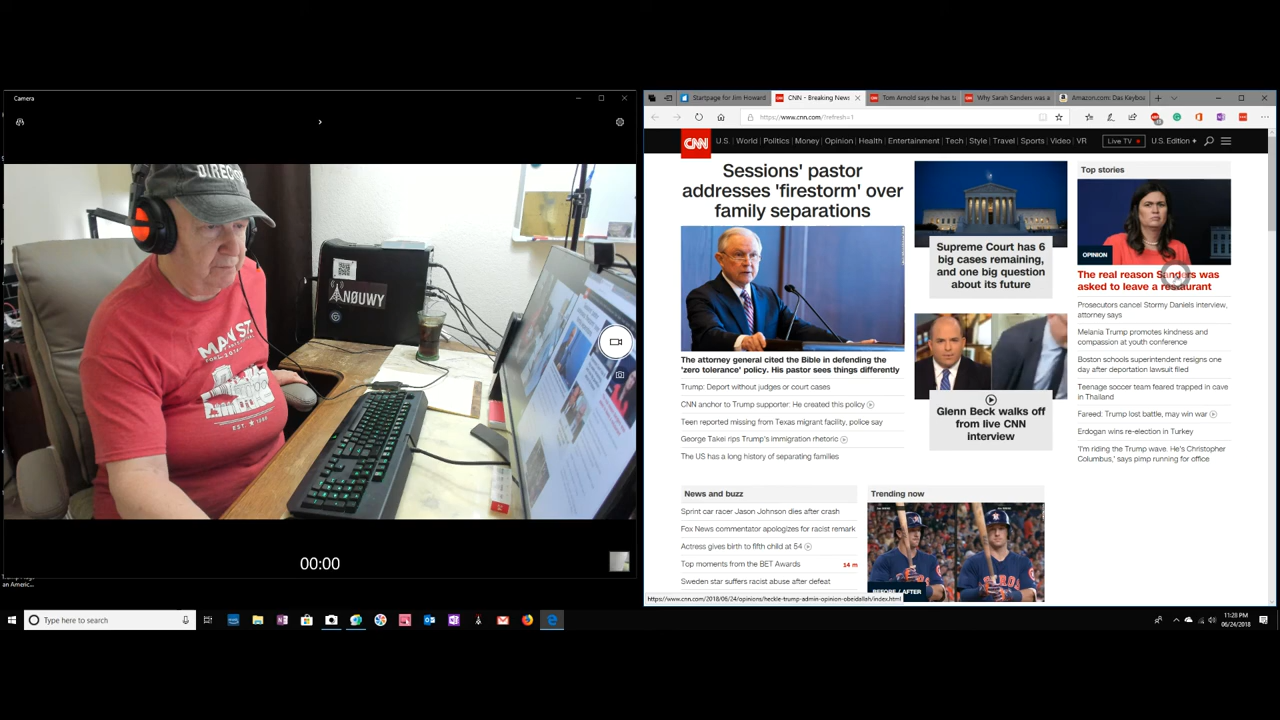 Camera
DIRECTO
ANØUWY
MAIN ST.
EST
00:00
Startpage for Jim Howard
CNN - Breaking News
Tom Arnold says he has ta
Why Sarah Sanders was a
Amazon.com: Das Keyboa
https://www.cnn.com/?refresh=1
CNN
U.S. World Politics Money Opinion Health Entertainment Tech Style Travel Sports Video VR
Live TV
U.S. Edition +
Sessions' pastor
addresses 'firestorm' over
family separations
The attorney general cited the Bible in defending the
'zero tolerance' policy. His pastor sees things differently
Trump: Deport without judges or court cases
CNN anchor to Trump supporter: He created this policy
Teen reported missing from Texas migrant facility, police say
George Takei rips Trump's immigration rhetoric
The US has a long history of separating families
Supreme Court has 6
big cases remaining,
and one big question
about its future
Glenn Beck walks off
from live CNN
interview
Top stories
OPINION
The real reason Sanders was
asked to leave a restaurant
Prosecutors cancel Stormy Daniels interview,
attorney says
Melania Trump promotes kindness and
compassion at youth conference
Boston schools superintendent resigns one
day after deportation lawsuit filed
Teenage soccer team feared trapped in cave
in Thailand
Fareed: Trump lost battle, may win war
Erdogan wins re-election in Turkey
'I'm riding the Trump wave. He's Christopher
Columbus,' says pimp running for office
News and buzz
Sprint car racer Jason Johnson dies after crash
Fox News commentator apologizes for racist remark
Actress gives birth to fifth child at 54
Top moments from the BET Awards
14 m
Sweden star suffers racist abuse after defeat
Trending now
BEFORE / AFTER
https://www.cnn.com/2018/06/24/opinions/heckle-trump-admin-opinion-obeidallah/index.html
an Americ...
Type here to search
11:28 PM
06/24/2018